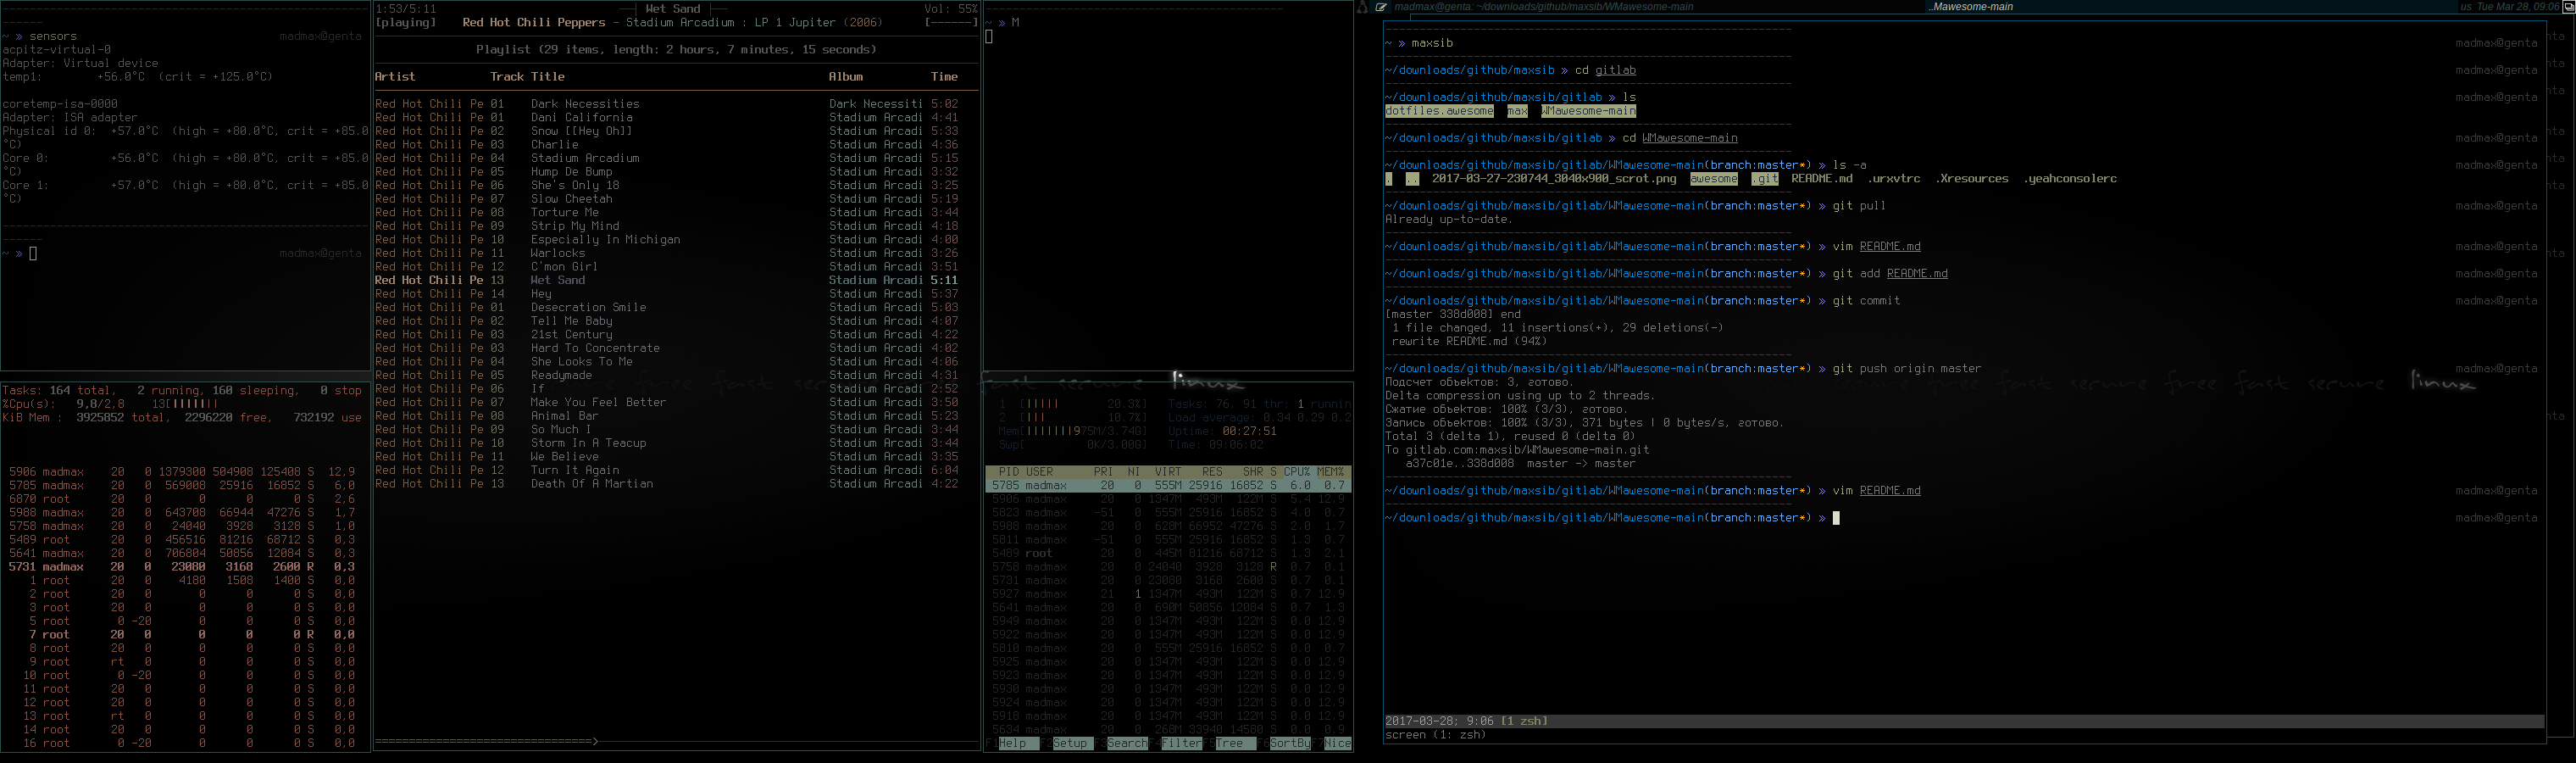 ~ » sensors madmax@genta
acpitz-virtual-0
Adapter: Virtual device
temp1: +56.0°C (crit = +125.0°C)
coretemp-isa-0000
Adapter: ISA adapter
Physical id 0: +57.0°C (high = +80.0°C, crit = +85.0
°C)
Core 0: +56.0°C (high = +80.0°C, crit = +85.0
°C)
Core 1: +57.0°C (high = +80.0°C, crit = +85.0
°C)
~ » madmax@genta
Tasks: 164 total, 2 running, 160 sleeping, 0 stop
%Cpu(s): 9,8/2,8 13[||||||| |
KiB Mem : 3925852 total, 2296220 free, 732192 use
5906 madmax 20 0 1379300 504908 125408 S 12,9
5785 madmax 20 0 569008 25916 16852 S 6,0
6870 root 20 0 0 0 0 S 2,6
5988 madmax 20 0 643708 66944 47276 S 1,7
5758 madmax 20 0 24040 3928 3128 S 1,0
5489 root 20 0 456516 81216 68712 S 0,3
5641 madmax 20 0 706804 50856 12084 S 0,3
5731 madmax 20 0 23080 3168 2600 R 0,3
1 root 20 0 4180 1508 1400 S 0,0
2 root 20 0 0 0 0 S 0,0
3 root 20 0 0 0 0 S 0,0
5 root 0 -20 0 0 0 S 0,0
7 root 20 0 0 0 0 R 0,0
8 root 20 0 0 0 0 S 0,0
9 root rt 0 0 0 0 S 0,0
10 root 0 -20 0 0 0 S 0,0
11 root 20 0 0 0 0 S 0,0
12 root 20 0 0 0 0 S 0,0
13 root rt 0 0 0 0 S 0,0
14 root 20 0 0 0 0 S 0,0
16 root 0 -20 0 0 0 S 0,0
1:53/5:11 Wet Sand Vol: 55%
[playing] Red Hot Chili Peppers - Stadium Arcadium : LP 1 Jupiter (2006) [------]
Playlist (29 items, length: 2 hours, 7 minutes, 15 seconds)
Artist Track Title Album Time
Red Hot Chili Pe 01 Dark Necessities Dark Necessiti 5:02
Red Hot Chili Pe 01 Dani California Stadium Arcadi 4:41
Red Hot Chili Pe 02 Snow [[Hey Oh]] Stadium Arcadi 5:33
Red Hot Chili Pe 03 Charlie Stadium Arcadi 4:36
Red Hot Chili Pe 04 Stadium Arcadium Stadium Arcadi 5:15
Red Hot Chili Pe 05 Hump De Bump Stadium Arcadi 3:32
Red Hot Chili Pe 06 She's Only 18 Stadium Arcadi 3:25
Red Hot Chili Pe 07 Slow Cheetah Stadium Arcadi 5:19
Red Hot Chili Pe 08 Torture Me Stadium Arcadi 3:44
Red Hot Chili Pe 09 Strip My Mind Stadium Arcadi 4:18
Red Hot Chili Pe 10 Especially In Michigan Stadium Arcadi 4:00
Red Hot Chili Pe 11 Warlocks Stadium Arcadi 3:26
Red Hot Chili Pe 12 C'mon Girl Stadium Arcadi 3:51
Red Hot Chili Pe 13 Wet Sand Stadium Arcadi 5:11
Red Hot Chili Pe 14 Hey Stadium Arcadi 5:37
Red Hot Chili Pe 01 Desecration Smile Stadium Arcadi 5:03
Red Hot Chili Pe 02 Tell Me Baby Stadium Arcadi 4:07
Red Hot Chili Pe 03 21st Century Stadium Arcadi 4:22
Red Hot Chili Pe 03 Hard To Concentrate Stadium Arcadi 4:02
Red Hot Chili Pe 04 She Looks To Me Stadium Arcadi 4:06
Red Hot Chili Pe 05 Readymade Stadium Arcadi 4:31
Red Hot Chili Pe 06 If Stadium Arcadi 2:52
Red Hot Chili Pe 07 Make You Feel Better Stadium Arcadi 3:50
Red Hot Chili Pe 08 Animal Bar Stadium Arcadi 5:23
Red Hot Chili Pe 09 So Much I Stadium Arcadi 3:44
Red Hot Chili Pe 10 Storm In A Teacup Stadium Arcadi 3:44
Red Hot Chili Pe 11 We Believe Stadium Arcadi 3:35
Red Hot Chili Pe 12 Turn It Again Stadium Arcadi 6:04
Red Hot Chili Pe 13 Death Of A Martian Stadium Arcadi 4:22
~ » M
free fast secure linux
1 [||||| 20.3%] Tasks: 76, 91 thr; 1 runnin
2 [||| 10.7%] Load average: 0.34 0.29 0.2
Mem[|||||||975M/3.74G] Uptime: 00:27:51
Swp[ 0K/3.00G] Time: 09:06:02
PID USER PRI NI VIRT RES SHR S CPU% MEM%
5785 madmax 20 0 555M 25916 16852 S 6.0 0.7
5906 madmax 20 0 1347M 493M 122M S 5.4 12.9
5823 madmax -51 0 555M 25916 16852 S 4.0 0.7
5988 madmax 20 0 628M 66952 47276 S 2.0 1.7
5811 madmax -51 0 555M 25916 16852 S 1.3 0.7
5489 root 20 0 445M 81216 68712 S 1.3 2.1
5758 madmax 20 0 24040 3928 3128 R 0.7 0.1
5731 madmax 20 0 23080 3168 2600 S 0.7 0.1
5927 madmax 21 1 1347M 493M 122M S 0.7 12.9
5641 madmax 20 0 690M 50856 12084 S 0.7 1.3
5949 madmax 20 0 1347M 493M 122M S 0.0 12.9
5922 madmax 20 0 1347M 493M 122M S 0.0 12.9
5810 madmax 20 0 555M 25916 16852 S 0.0 0.7
5925 madmax 20 0 1347M 493M 122M S 0.0 12.9
5923 madmax 20 0 1347M 493M 122M S 0.0 12.9
5930 madmax 20 0 1347M 493M 122M S 0.0 12.9
5924 madmax 20 0 1347M 493M 122M S 0.0 12.9
5918 madmax 20 0 1347M 493M 122M S 0.0 12.9
5634 madmax 20 0 268M 33940 14580 S 0.0 0.9
F1Help F2Setup F3SearchF4FilterF5Tree F6SortByF7Nice
madmax@genta: ~/downloads/github/maxsib/WMawesome-main ..Mawesome-main us Tue Mar 28, 09:06
~ » maxsib madmax@genta
~/downloads/github/maxsib » cd gitlab madmax@genta
~/downloads/github/maxsib/gitlab » ls madmax@genta
dotfiles.awesome max WMawesome-main
~/downloads/github/maxsib/gitlab » cd WMawesome-main madmax@genta
~/downloads/github/maxsib/gitlab/WMawesome-main(branch:master*) » ls -a madmax@genta
. .. 2017-03-27-230744_3040x900_scrot.png awesome .git README.md .urxvtrc .Xresources .yeahconsolerc
~/downloads/github/maxsib/gitlab/WMawesome-main(branch:master*) » git pull madmax@genta
Already up-to-date.
~/downloads/github/maxsib/gitlab/WMawesome-main(branch:master*) » vim README.md madmax@genta
~/downloads/github/maxsib/gitlab/WMawesome-main(branch:master*) » git add README.md madmax@genta
~/downloads/github/maxsib/gitlab/WMawesome-main(branch:master*) » git commit madmax@genta
[master 338d008] end
1 file changed, 11 insertions(+), 29 deletions(-)
rewrite README.md (94%)
~/downloads/github/maxsib/gitlab/WMawesome-main(branch:master*) » git push origin master madmax@genta
Подсчет объектов: 3, готово.
Delta compression using up to 2 threads.
Сжатие объектов: 100% (3/3), готово.
Запись объектов: 100% (3/3), 371 bytes | 0 bytes/s, готово.
Total 3 (delta 1), reused 0 (delta 0)
To gitlab.com:maxsib/WMawesome-main.git
a37c01e..338d008 master -> master
~/downloads/github/maxsib/gitlab/WMawesome-main(branch:master*) » vim README.md madmax@genta
~/downloads/github/maxsib/gitlab/WMawesome-main(branch:master*) » madmax@genta
free fast secure free fast secure linux
2017-03-28; 9:06 [1 zsh]
screen (1: zsh)